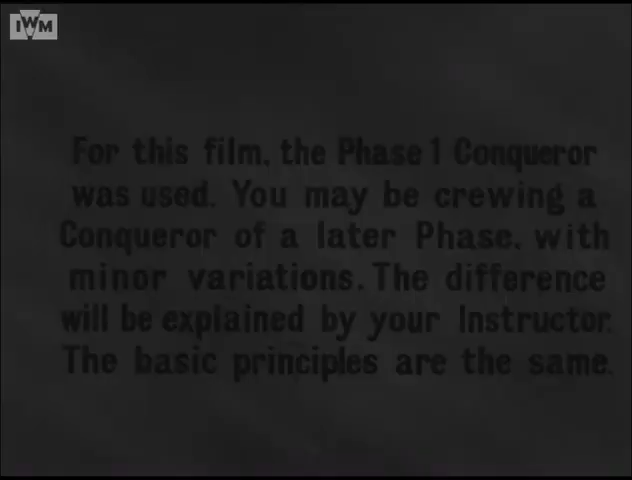 IWM
For this film, the Phase 1 Conqueror
was used. You may be crewing a
Conqueror of a later Phase, with
minor variations. The difference
will be explained by your Instructor.
The basic principles are the same.